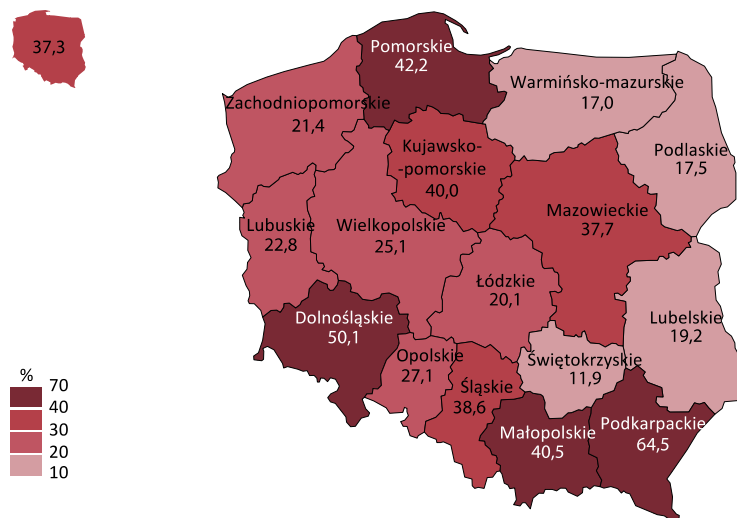 37,3
Pomorskie
42,2
Warmińsko-mazurskie
17,0
Zachodniopomorskie
21,4
Kujawsko-
-pomorskie
40,0
Podlaskie
17,5
Mazowieckie
37,7
Lubuskie
22,8
Wielkopolskie
25,1
Łódzkie
20,1
Dolnośląskie
50,1
Lubelskie
19,2
Opolskie
27,1
Świętokrzyskie
11,9
Śląskie
38,6
Małopolskie
40,5
Podkarpackie
64,5
%
70
40
30
20
10